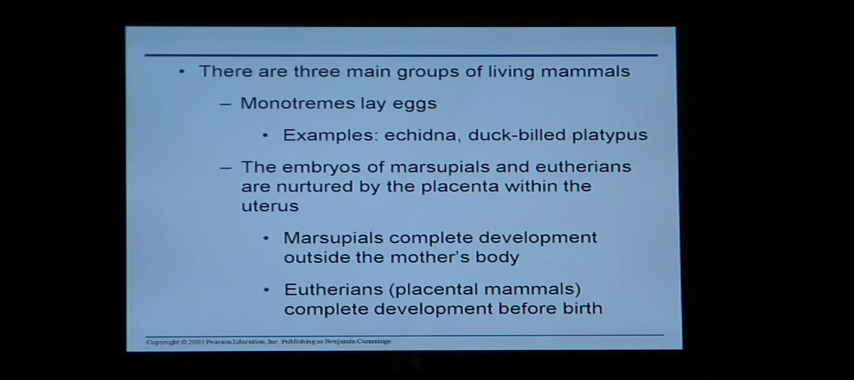 • There are three main groups of living mammals
– Monotremes lay eggs
• Examples: echidna, duck-billed platypus
– The embryos of marsupials and eutherians
are nurtured by the placenta within the
uterus
• Marsupials complete development
outside the mother's body
• Eutherians (placental mammals)
complete development before birth
Copyright © 2005 Pearson Education, Inc. Publishing as Benjamin Cummings